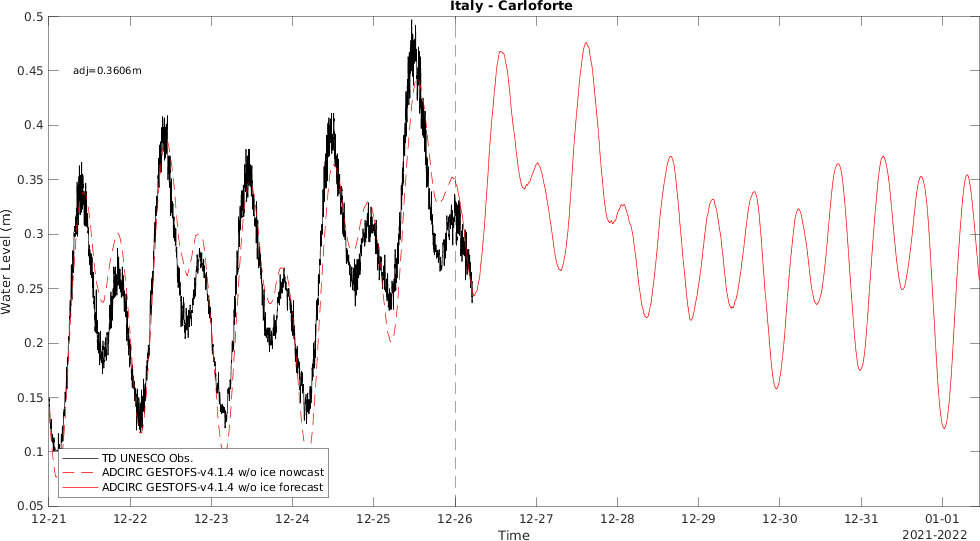 Italy - Carloforte
adj=0.3606m
Water Level (m)
0.5
0.45
0.4
0.35
0.3
0.25
0.2
0.15
0.1
0.05
TD UNESCO Obs.
ADCIRC GESTOFS-v4.1.4 w/o ice nowcast
ADCIRC GESTOFS-v4.1.4 w/o ice forecast
12-21 12-22 12-23 12-24 12-25 12-26 12-27 12-28 12-29 12-30 12-31 01-01
Time
2021-2022